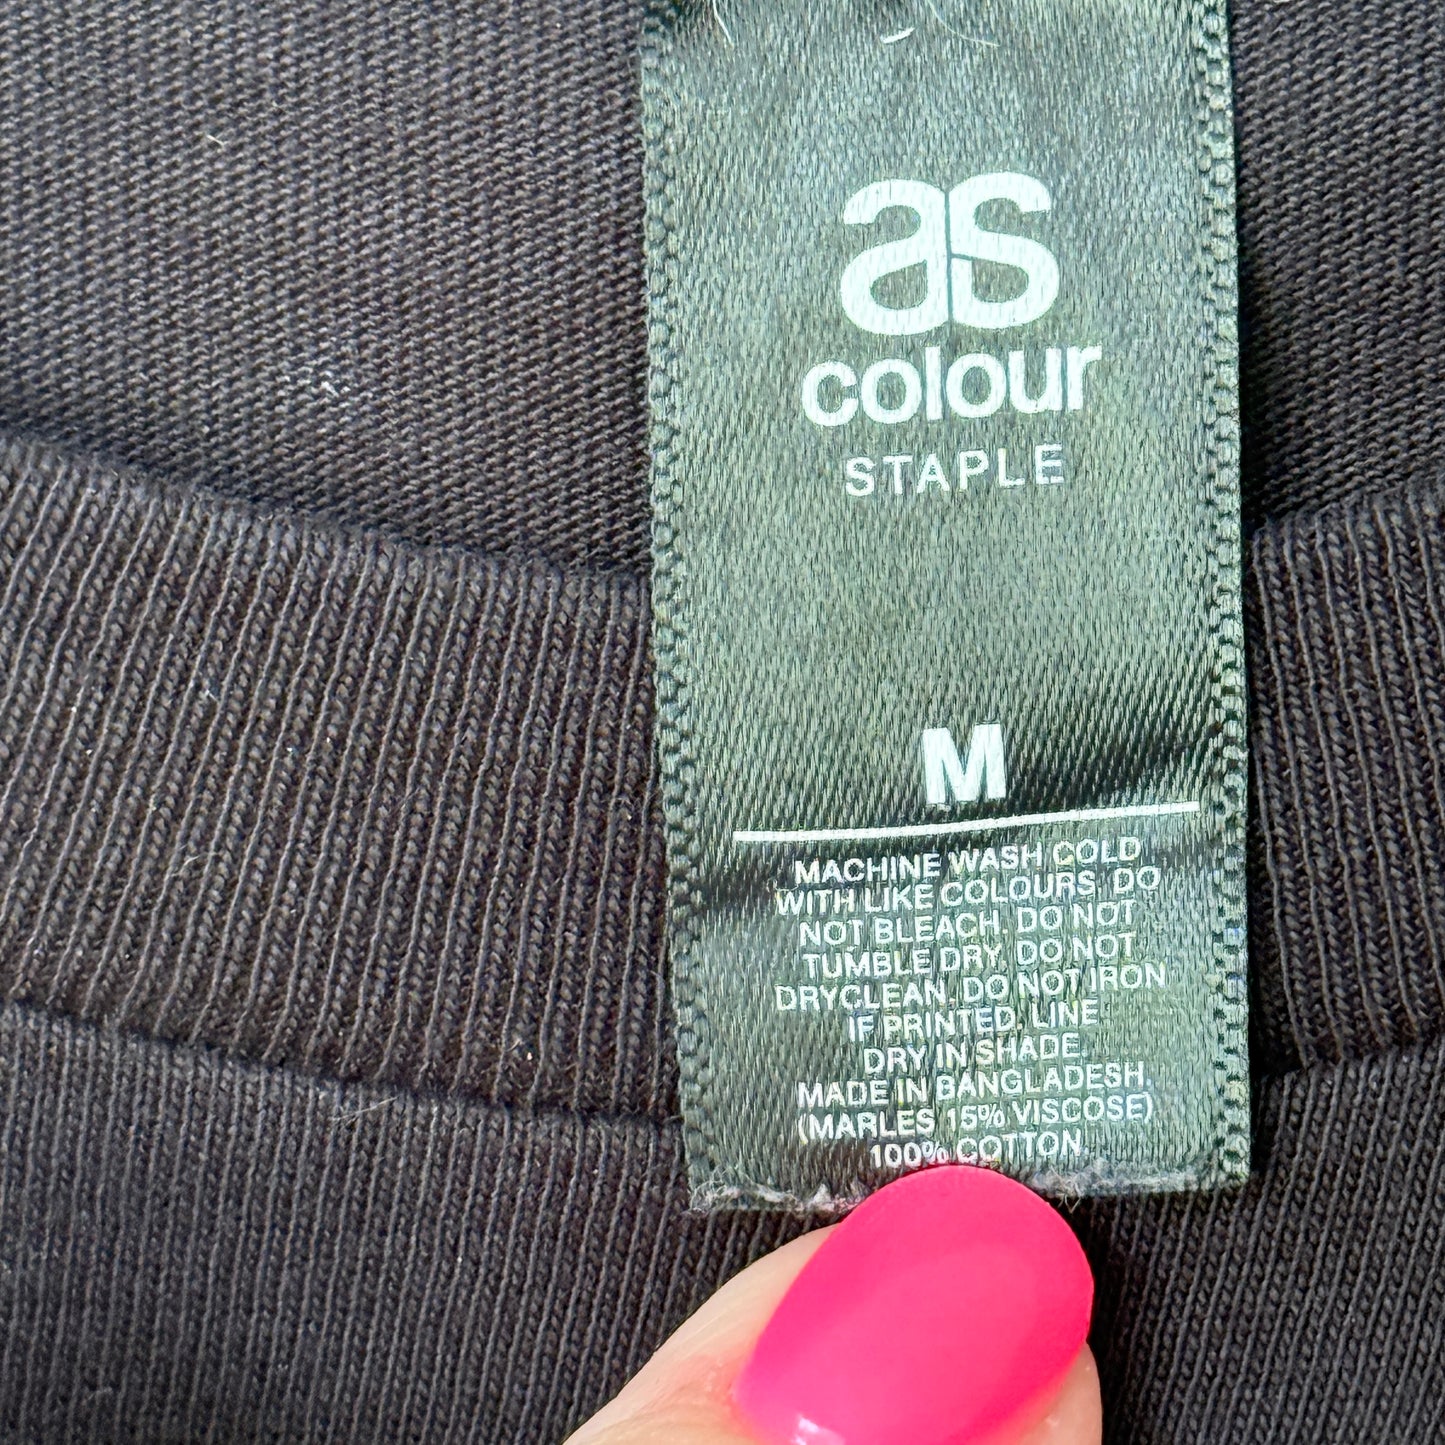 as
colour
STAPLE
M
MACHINE WASH COLD
WITH LIKE COLOURS. DO
NOT BLEACH. DO NOT
TUMBLE DRY. DO NOT
DRYCLEAN. DO NOT IRON
IF PRINTED. LINE
DRY IN SHADE.
MADE IN BANGLADESH.
(MARLES 15% VISCOSE)
100% COTTON